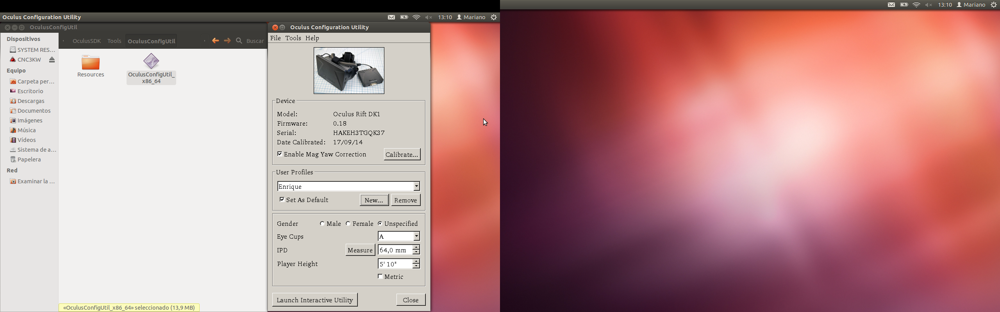 13:10 Mariano
Oculus Configuration Utility
13:10 Mariano
OculusConfigUtil
Dispositivos
SYSTEM RES...
CNC3KW
Equipo
Carpeta per...
Escritorio
Descargas
Documentos
Imágenes
Música
Vídeos
Sistema de a...
Papelera
Red
Examinar la ...
OculusSDK Tools OculusConfigUtil Buscar
Resources
OculusConfigUtil_
x86_64
«OculusConfigUtil_x86_64» seleccionado (13,9 MB)
Oculus Configuration Utility
File Tools Help
Device
Model: Oculus Rift DK1
Firmware: 0.18
Serial: HAKEH3TGQK37
Date Calibrated: 17/09/14
Enable Mag Yaw Correction Calibrate...
User Profiles
Enrique
Set As Default New... Remove
Gender Male Female Unspecified
Eye Cups A
IPD Measure 64,0 mm
Player Height 5' 10"
Metric
Launch Interactive Utility Close